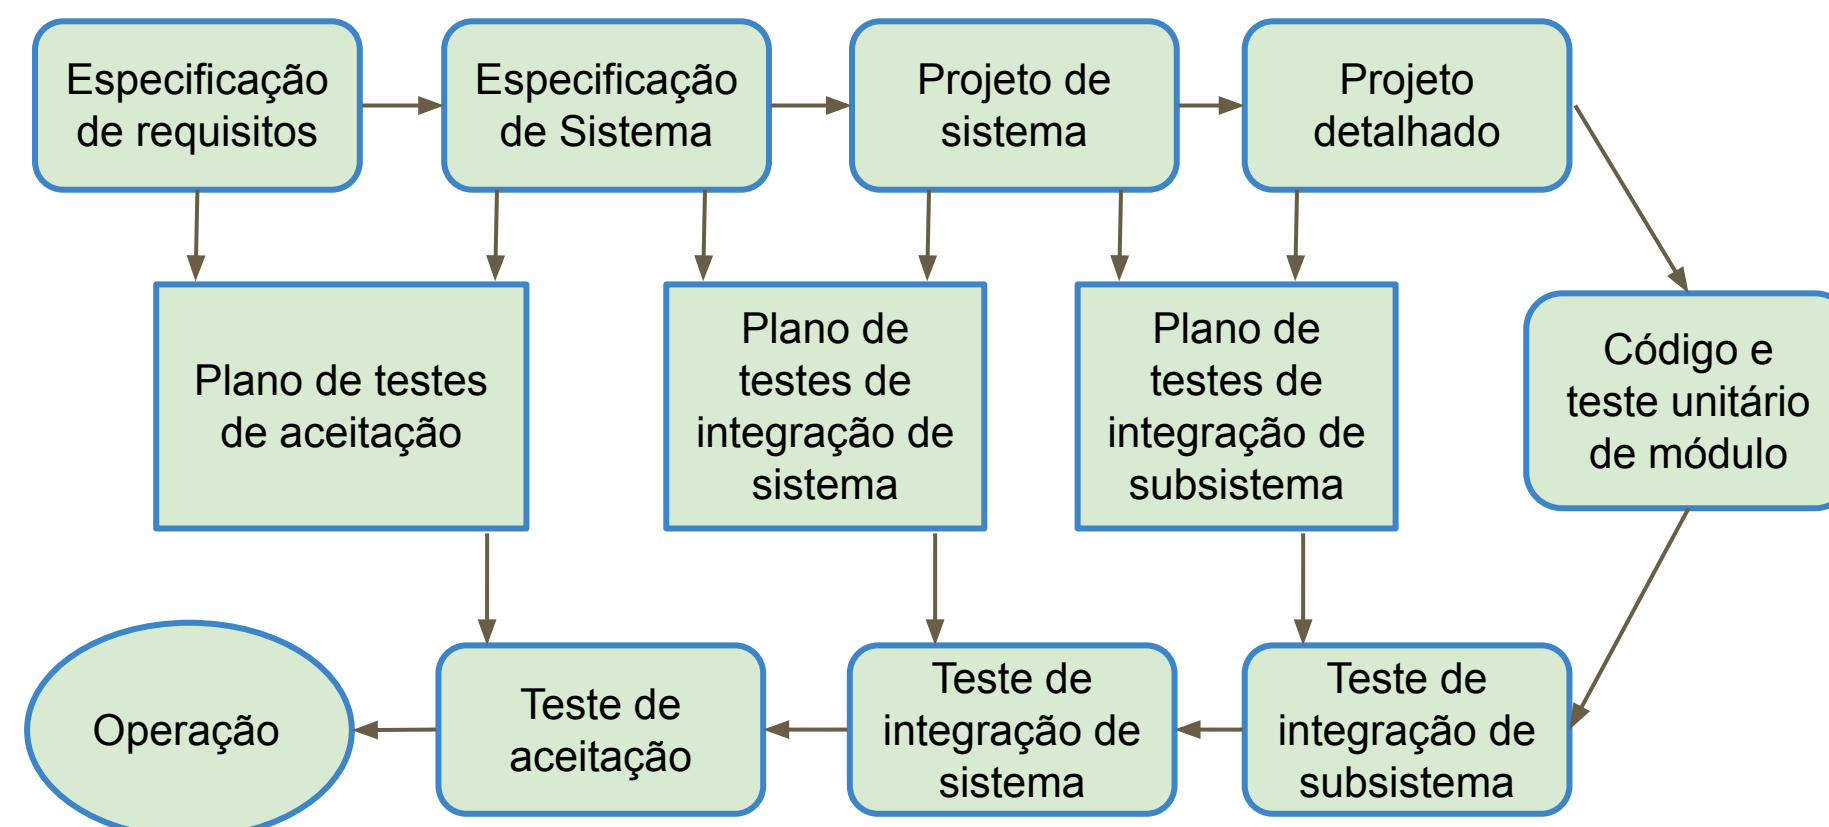 Especificação
de requisitos
Especificação
de Sistema
Projeto de
sistema
Projeto
detalhado
Plano de testes
de aceitação
Plano de
testes de
integração de
sistema
Plano de
testes de
integração de
subsistema
Código e
teste unitário
de módulo
Operação
Teste de
aceitação
Teste de
integração de
sistema
Teste de
integração de
subsistema